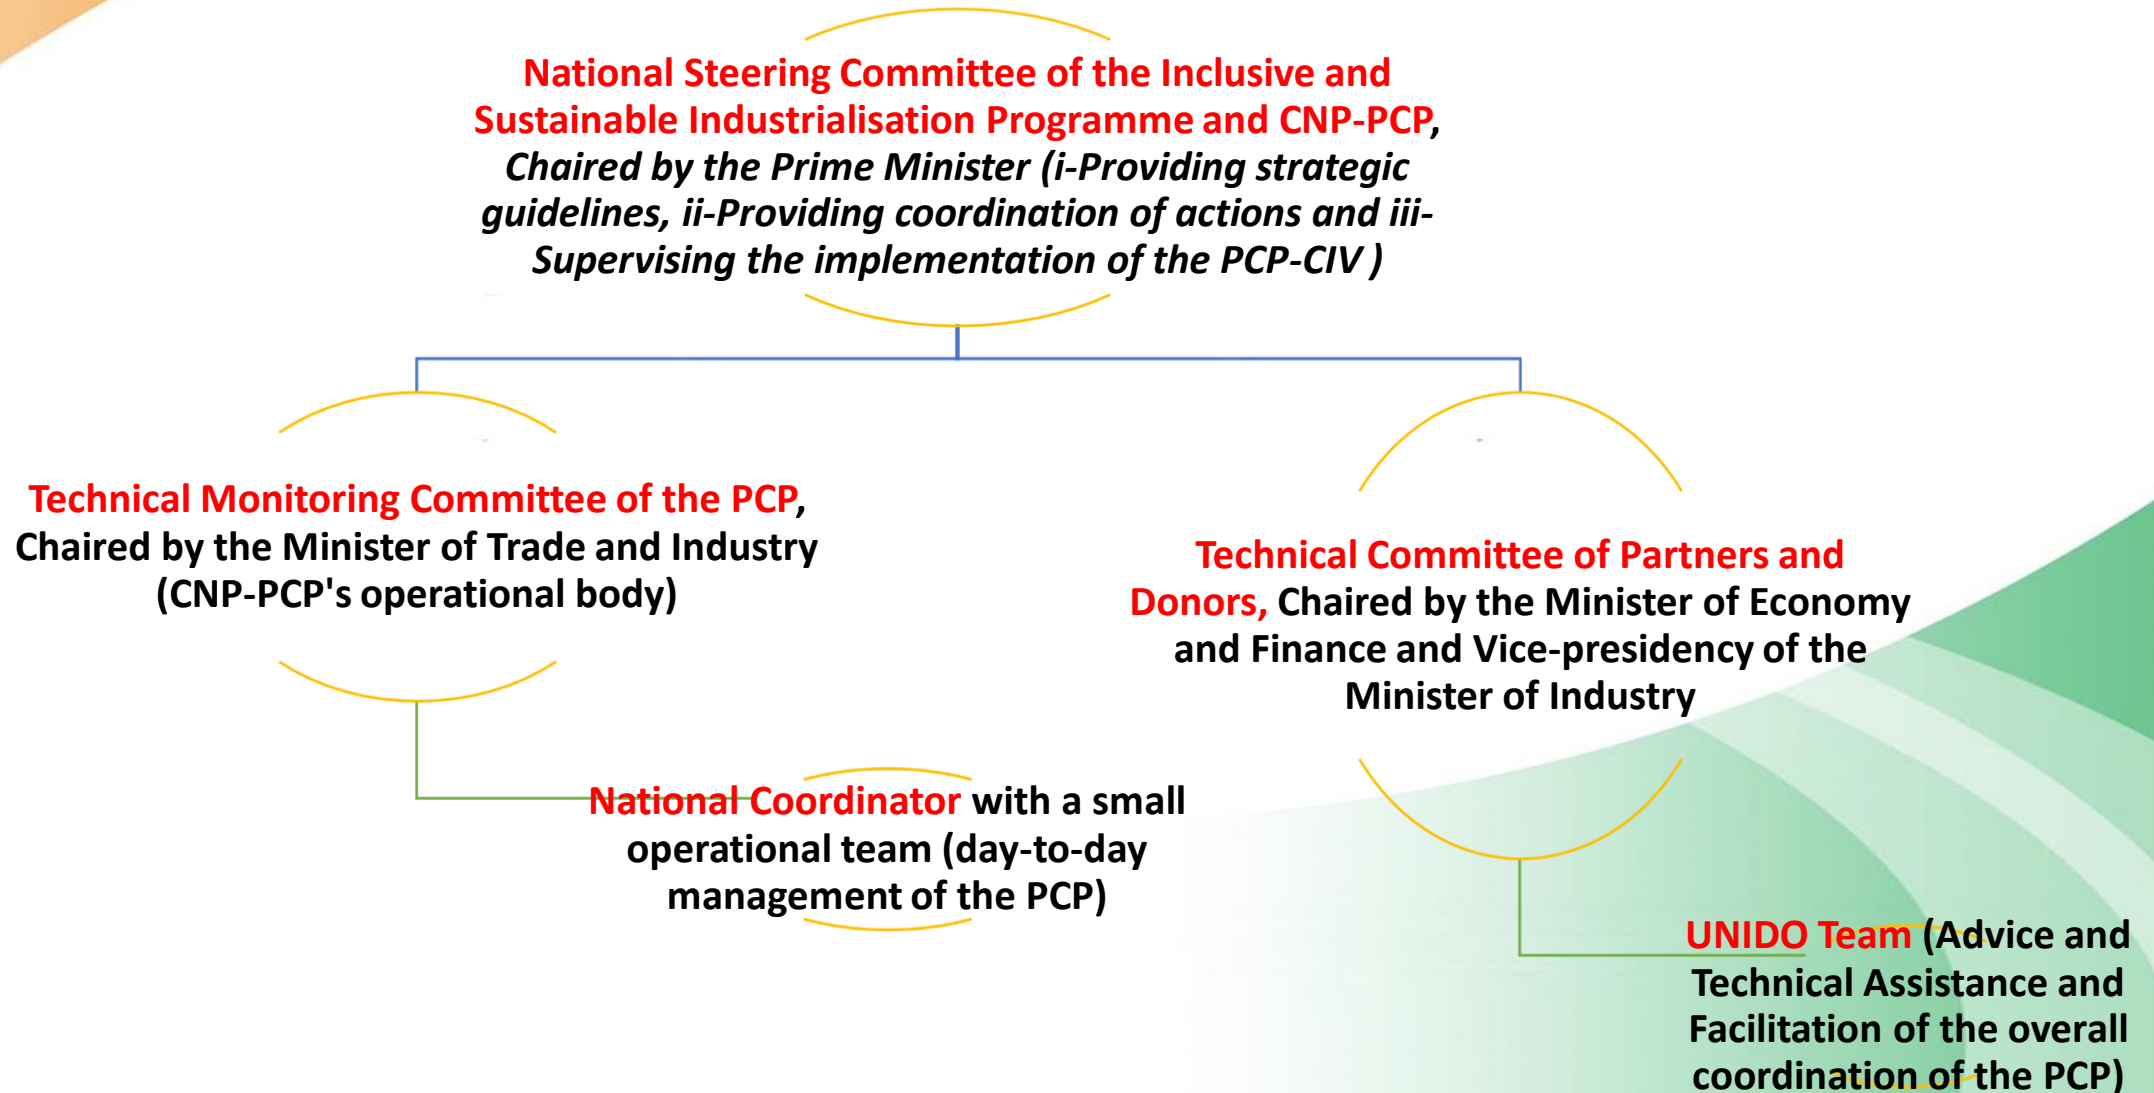 National Steering Committee of the Inclusive and
Sustainable Industrialisation Programme and CNP-PCP,
Chaired by the Prime Minister (i-Providing strategic
guidelines, ii-Providing coordination of actions and iii-
Supervising the implementation of the PCP-CIV )
Technical Monitoring Committee of the PCP,
Chaired by the Minister of Trade and Industry
(CNP-PCP's operational body)
Technical Committee of Partners and
Donors, Chaired by the Minister of Economy
and Finance and Vice-presidency of the
Minister of Industry
National Coordinator with a small
operational team (day-to-day
management of the PCP)
UNIDO Team (Advice and
Technical Assistance and
Facilitation of the overall
coordination of the PCP)